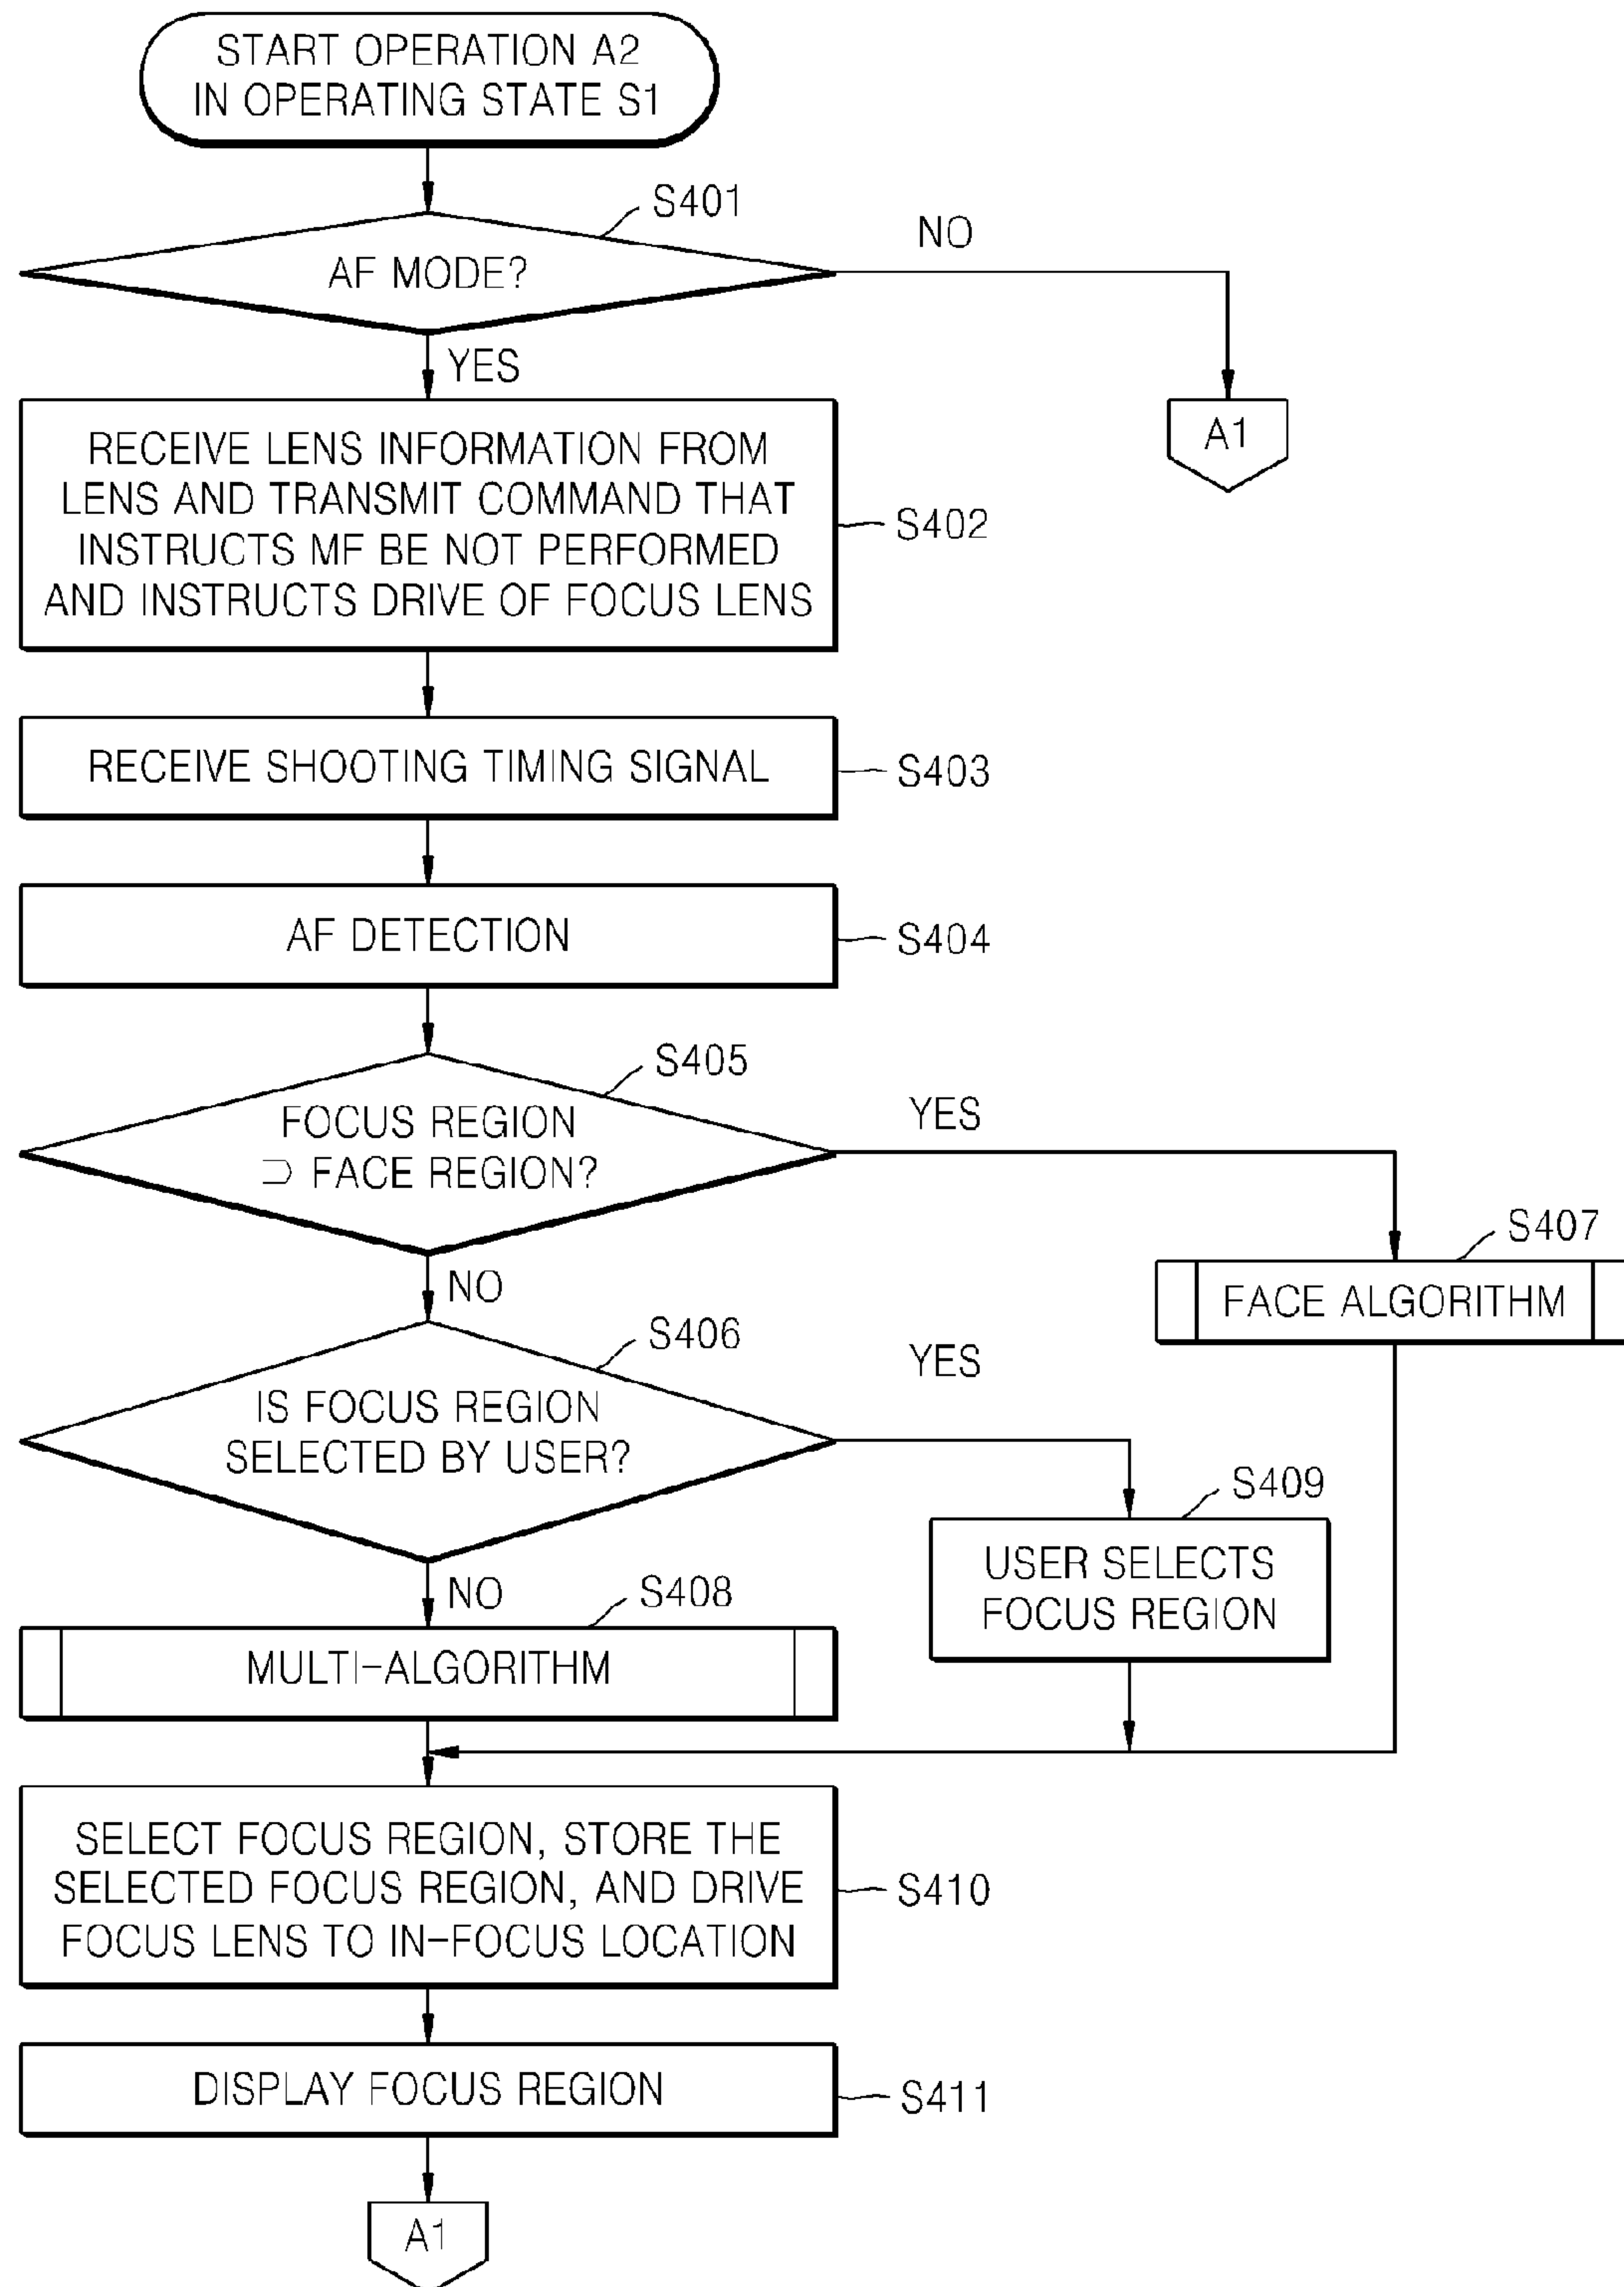 START OPERATION A2
IN OPERATING STATE S1
S401
NO
AF MODE?
YES
A1
RECEIVE LENS INFORMATION FROM
LENS AND TRANSMIT COMMAND THAT
INSTRUCTS MF BE NOT PERFORMED
AND INSTRUCTS DRIVE OF FOCUS LENS
S402
RECEIVE SHOOTING TIMING SIGNAL
S403
AF DETECTION
S404
S405
FOCUS REGION
⊃ FACE REGION?
YES
S407
FACE ALGORITHM
NO
S406
YES
IS FOCUS REGION
SELECTED BY USER?
S409
USER SELECTS
FOCUS REGION
NO
S408
MULTI-ALGORITHM
SELECT FOCUS REGION, STORE THE
SELECTED FOCUS REGION, AND DRIVE
FOCUS LENS TO IN-FOCUS LOCATION
S410
DISPLAY FOCUS REGION
S411
A1